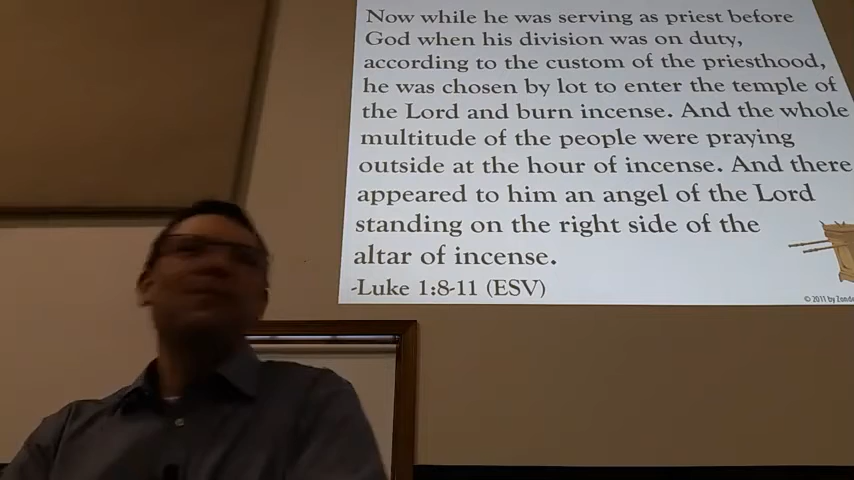 Now while he was serving as priest before
God when his division was on duty,
according to the custom of the priesthood,
he was chosen by lot to enter the temple of
the Lord and burn incense. And the whole
multitude of the people were praying
outside at the hour of incense. And there
appeared to him an angel of the Lord
standing on the right side of the
altar of incense.
-Luke 1:8-11 (ESV)
© 2011 by